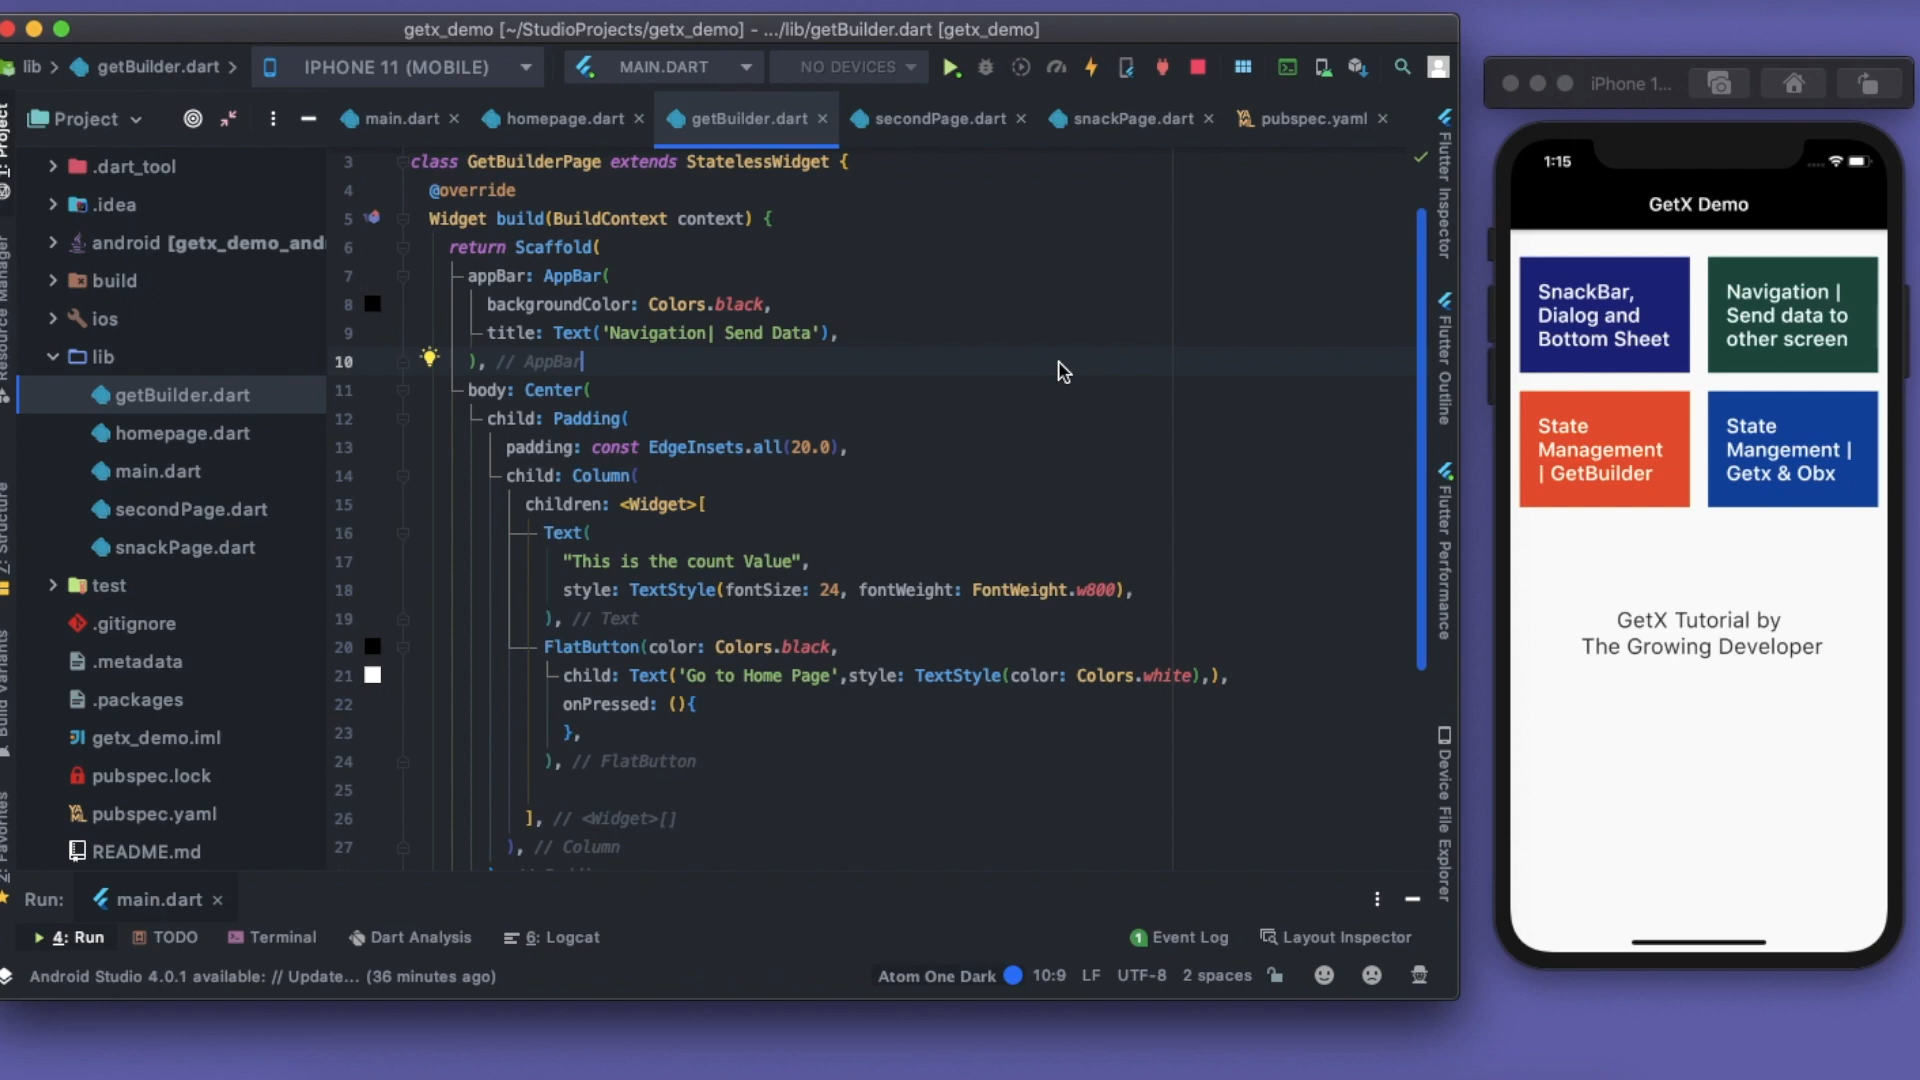 getx_demo [~/StudioProjects/getx_demo] - .../lib/getBuilder.dart [getx_demo]
lib
getBuilder.dart
IPHONE 11 (MOBILE)
MAIN.DART
NO DEVICES
Project
main.dart
homepage.dart
getBuilder.dart
secondPage.dart
snackPage.dart
pubspec.yaml
1: Project
Resource Manager
7: Structure
Build Variants
2: Favorites
.dart_tool
.idea
android [getx_demo_and
build
ios
lib
getBuilder.dart
homepage.dart
main.dart
secondPage.dart
snackPage.dart
test
.gitignore
.metadata
.packages
getx_demo.iml
pubspec.lock
pubspec.yaml
README.md
3 class GetBuilderPage extends StatelessWidget {
4 @override
5 Widget build(BuildContext context) {
6 return Scaffold(
7 appBar: AppBar(
8 backgroundColor: Colors.black,
9 title: Text('Navigation| Send Data'),
10 ), // AppBar
11 body: Center(
12 child: Padding(
13 padding: const EdgeInsets.all(20.0),
14 child: Column(
15 children: <Widget>[
16 Text(
17 "This is the count Value",
18 style: TextStyle(fontSize: 24, fontWeight: FontWeight.w800),
19 ), // Text
20 FlatButton(color: Colors.black,
21 child: Text('Go to Home Page',style: TextStyle(color: Colors.white),),
22 onPressed: (){
23 },
24 ), // FlatButton
25
26 ], // <Widget>[]
27 ), // Column
Flutter Inspector
Flutter Outline
Flutter Performance
Device File Explorer
Run:
main.dart
4: Run
TODO
Terminal
Dart Analysis
6: Logcat
1 Event Log
Layout Inspector
Android Studio 4.0.1 available: // Update... (36 minutes ago)
Atom One Dark
10:9
LF
UTF-8
2 spaces
iPhone 1...
1:15
GetX Demo
SnackBar,
Dialog and
Bottom Sheet
Navigation |
Send data to
other screen
State
Management
| GetBuilder
State
Mangement |
Getx & Obx
GetX Tutorial by
The Growing Developer